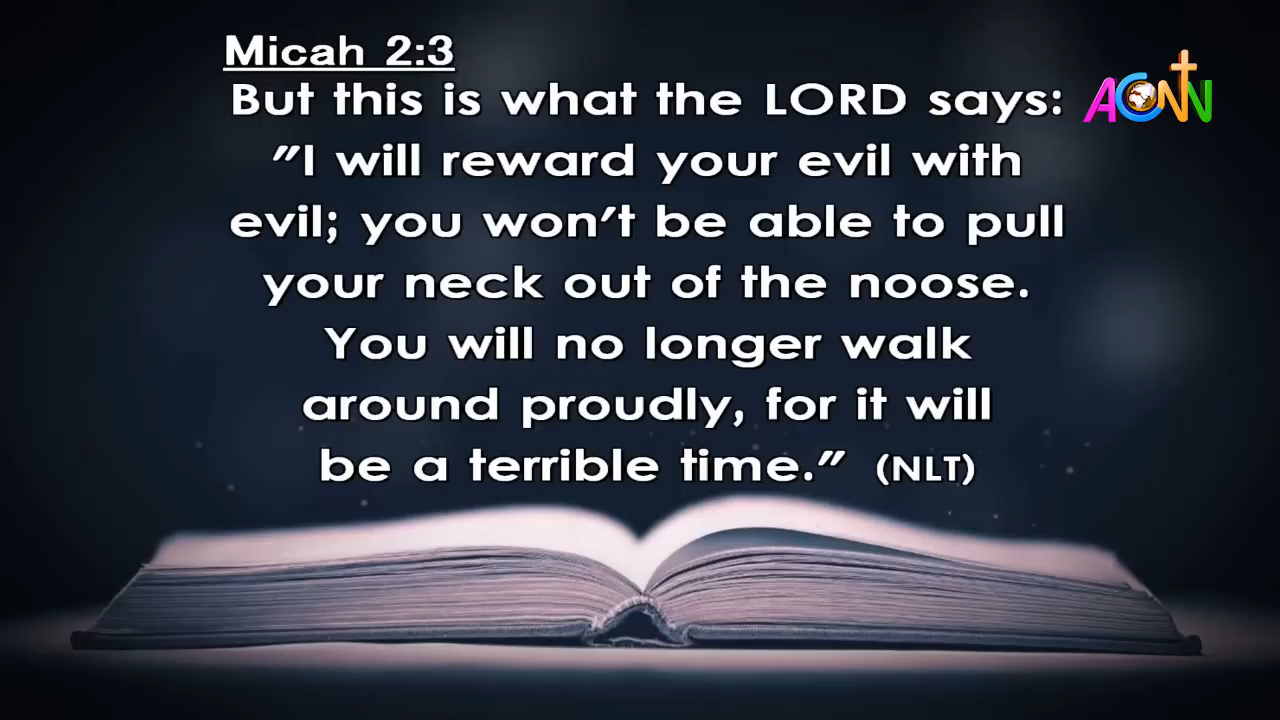 Micah 2:3
But this is what the LORD says:
"I will reward your evil with
evil; you won't be able to pull
your neck out of the noose.
You will no longer walk
around proudly, for it will
be a terrible time." (NLT)
ACNN